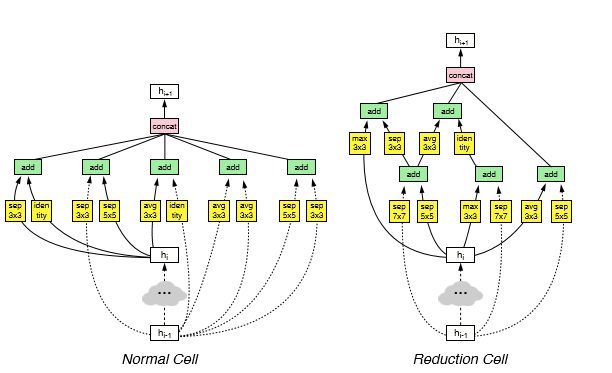 h_{i+1}
concat
add add add add add
sep 3x3 iden tity sep 3x3 sep 5x5 avg 3x3 iden tity avg 3x3 avg 3x3 sep 5x5 sep 3x3
h_i
...
h_{i-1}
Normal Cell
h_{i+1}
concat
add add
max 3x3 sep 3x3 avg 3x3 iden tity
add add add
sep 7x7 sep 5x5 max 3x3 sep 7x7 avg 3x3 sep 5x5
h_i
...
h_{i-1}
Reduction Cell